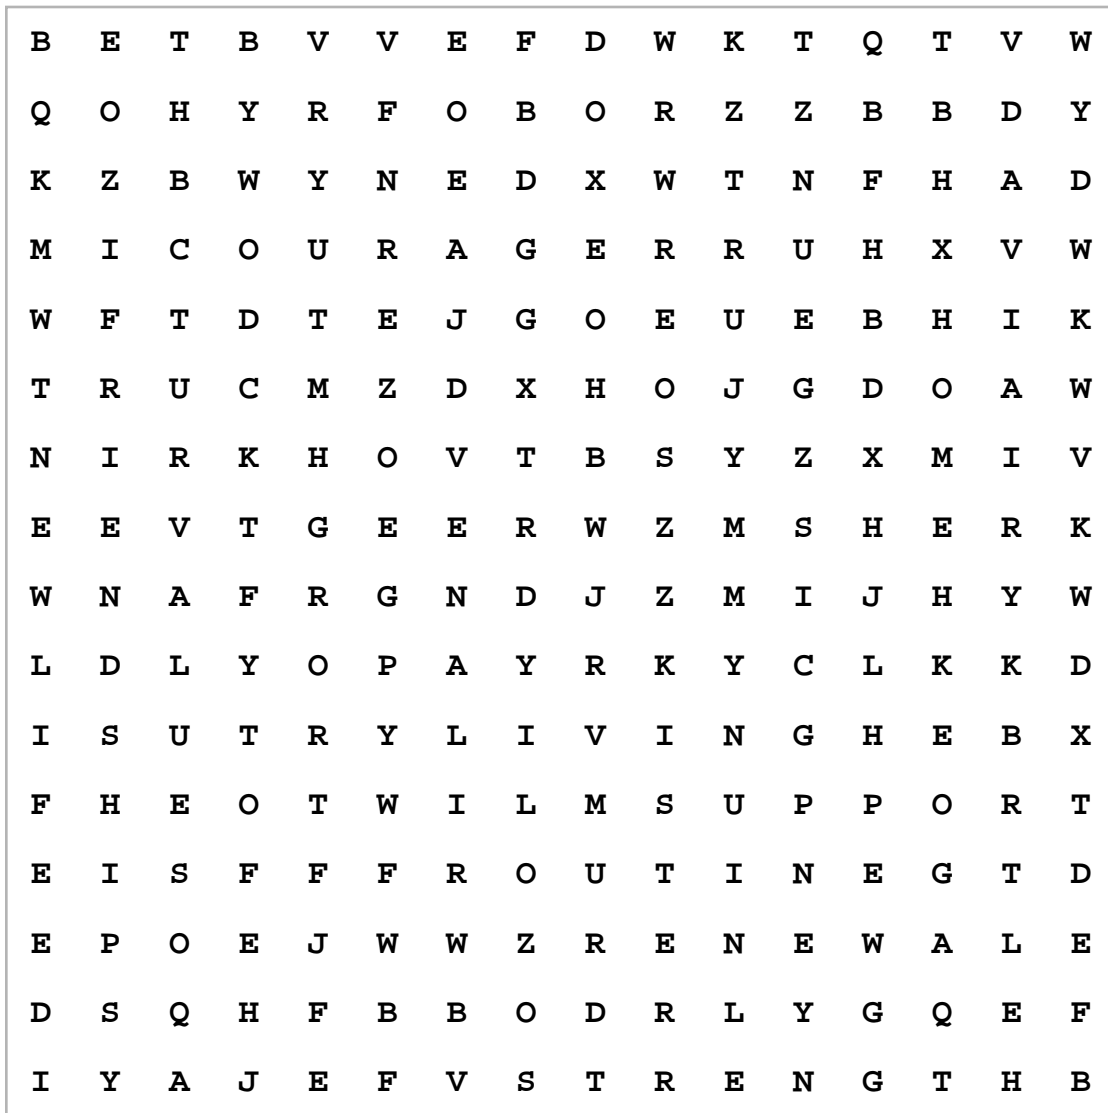 B E T B V V E F D W K T Q T V W
Q O H Y R F O B O R Z Z B B D Y
K Z B W Y N E D X W T N F H A D
M I C O U R A G E R R U H X V W
W F T D T E J G O E U E B H I K
T R U C M Z D X H O J G D O A W
N I R K H O V T B S Y Z X M I V
E E V T G E E R W Z M S H E R K
W N A F R G N D J Z M I J H Y W
L D L Y O P A Y R K Y C L K K D
I S U T R Y L I V I N G H E B X
F H E O T W I L M S U P P O R T
E I S F F F R O U T I N E G T D
E P O E J W W Z R E N E W A L E
D S Q H F B B O D R L Y G Q E F
I Y A J E F V S T R E N G T H B